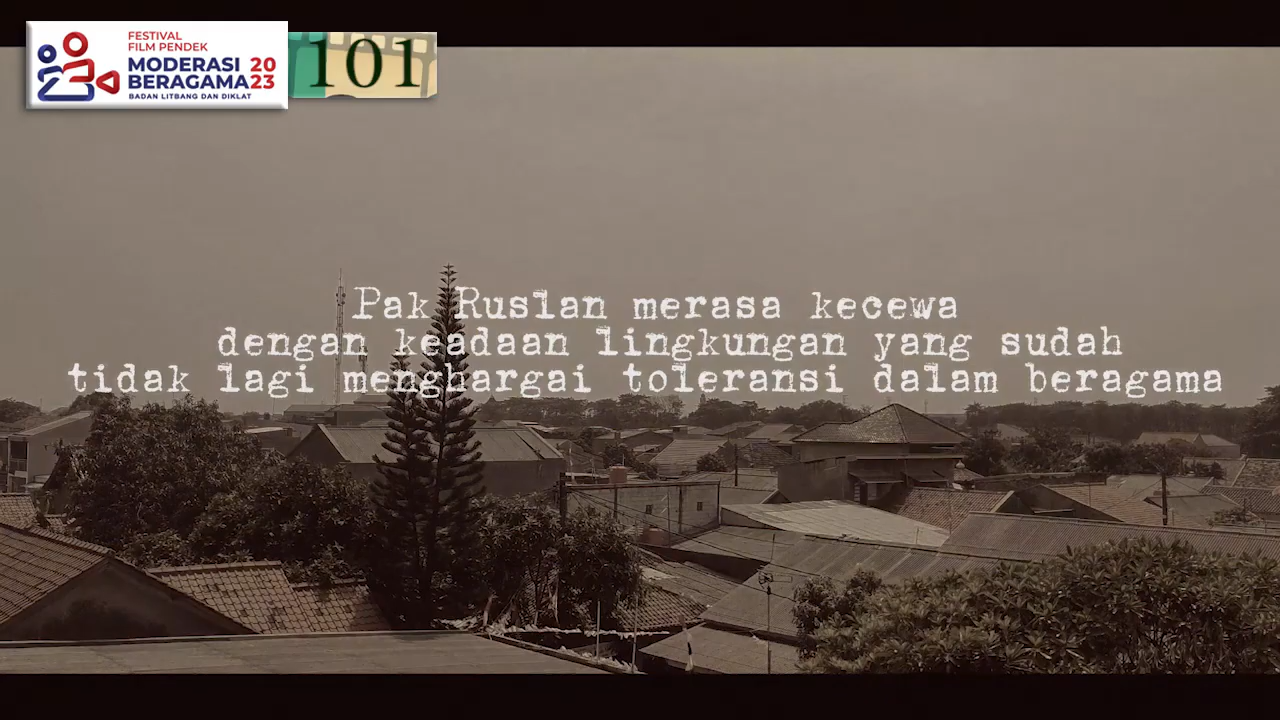 FESTIVAL
FILM PENDEK
MODERASI 20
BERAGAMA 23
BADAN LITBANG DAN DIKLAT
101
Pak Ruslan merasa kecewa
dengan keadaan lingkungan yang sudah
tidak lagi menghargai toleransi dalam beragama